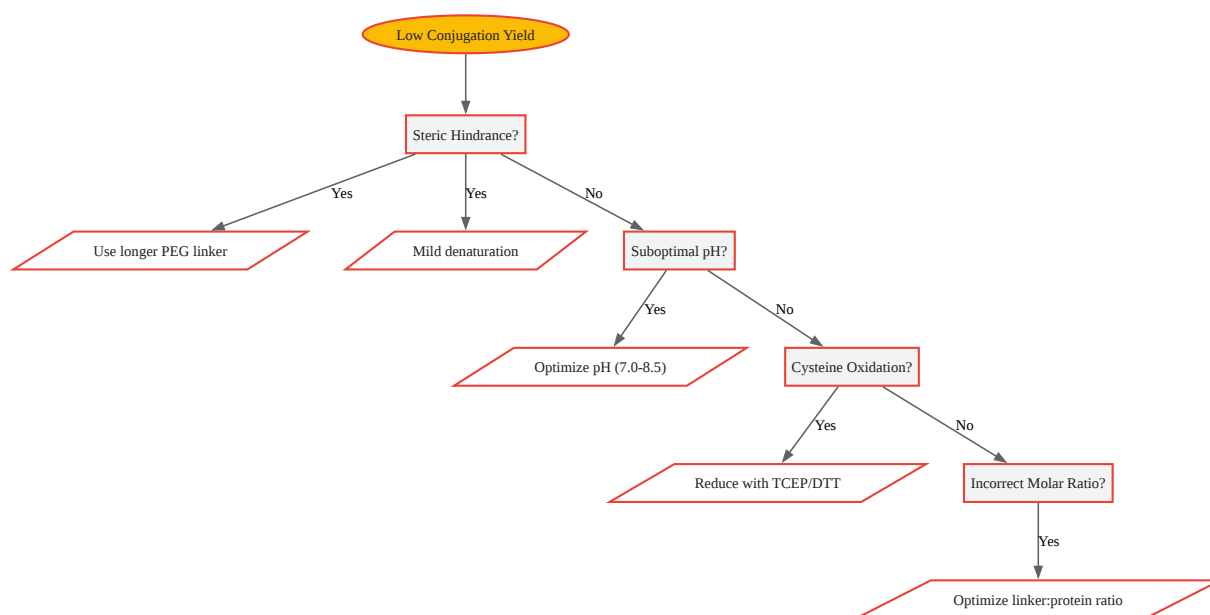 Low Conjugation Yield
Steric Hindrance?
Yes
Yes
No
Use longer PEG linker
Mild denaturation
Suboptimal pH?
Yes
No
Optimize pH (7.0-8.5)
Cysteine Oxidation?
Yes
No
Reduce with TCEP/DTT
Incorrect Molar Ratio?
Yes
Optimize linker:protein ratio